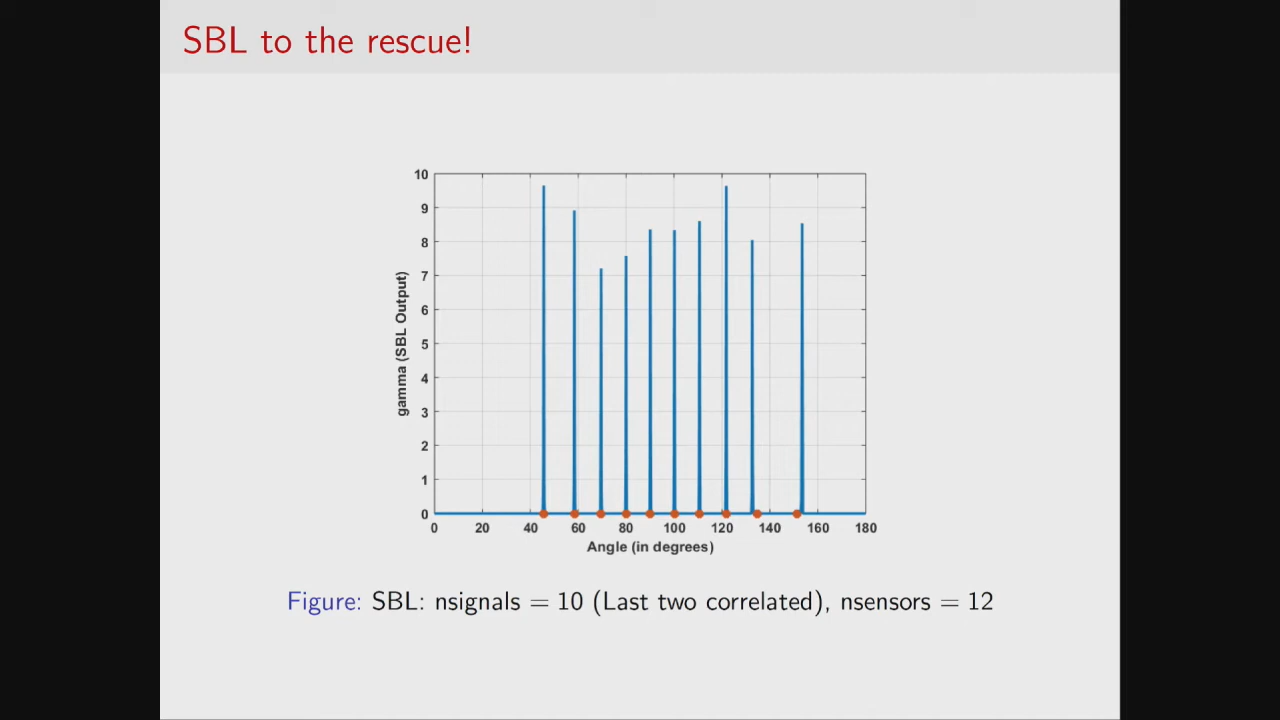 SBL to the rescue!
10
9
8
7
6
5
4
3
2
1
0
gamma (SBL Output)
0 20 40 60 80 100 120 140 160 180
Angle (in degrees)
Figure: SBL: nsignals = 10 (Last two correlated), nsensors = 12